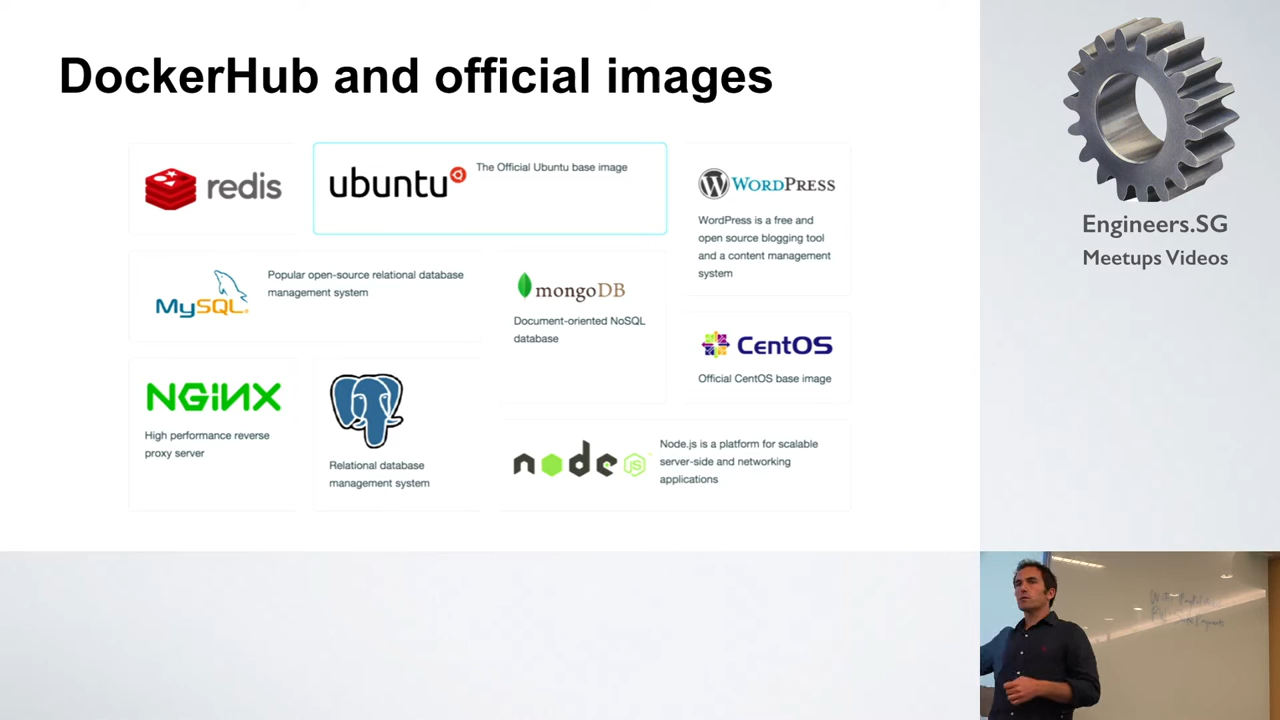 DockerHub and official images
redis
ubuntu
The Official Ubuntu base image
WORDPRESS
WordPress is a free and
open source blogging tool
and a content management
system
MySQL
Popular open-source relational database
management system
mongoDB
Document-oriented NoSQL
database
CentOS
Official CentOS base image
NGINX
High performance reverse
proxy server
Relational database
management system
node
JS
Node.js is a platform for scalable
server-side and networking
applications
Engineers.SG
Meetups Videos